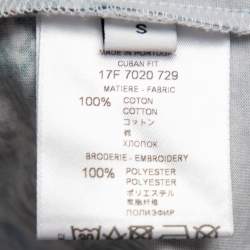 S
MADE IN PORTUGAL
CUBAN FIT
17F 7020 729
MATIERE - FABRIC
100% COTON
COTTON
コットン
棉
ХЛОПОК
BRODERIE - EMBROIDERY
100% POLYESTER
POLYESTER
ポリエステル
聚酯纤维
ПОЛИЭФИР